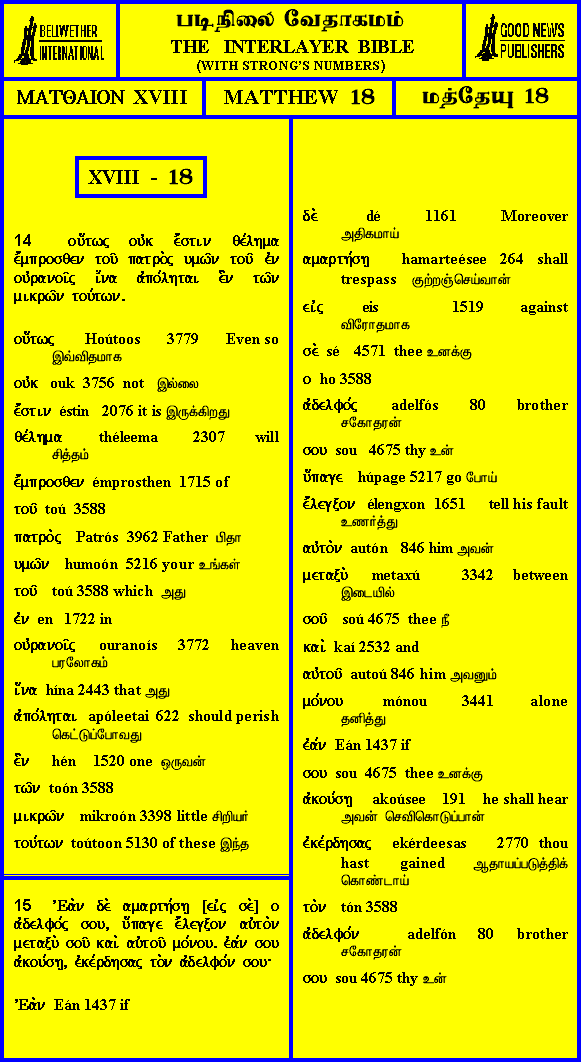 BELLWETHER
INTERNATIONAL
படிநிலை வேதாகமம்
THE INTERLAYER BIBLE
(WITH STRONG'S NUMBERS)
GOOD NEWS
PUBLISHERS
ΜΑΤΘΑΙΟΝ XVIII
MATTHEW 18
மத்தேயு 18
XVIII - 18
14 οὕτως οὐκ ἔστιν θέλημα
ἔμπροσθεν τοῦ πατρὸς υμῶν τοῦ ἐν
οὐρανοῖς ἵνα ἀπόληται ἓν τῶν
μικρῶν τούτων.
οὕτως Hoútoos 3779 Even so
இவ்விதமாக
οὐκ ouk 3756 not இல்லை
ἔστιν éstin 2076 it is இருக்கிறது
θέλημα théleema 2307 will
சித்தம்
ἔμπροσθεν émprosthen 1715 of
τοῦ toú 3588
πατρὸς Patrós 3962 Father பிதா
υμῶν humoón 5216 your உங்கள்
τοῦ toú 3588 which அது
ἐν en 1722 in
οὐρανοῖς ouranoís 3772 heaven
பரலோகம்
ἵνα hína 2443 that அது
ἀπόληται apóleetai 622 should perish
கெட்டுப்போவது
ἓν hén 1520 one ஒருவன்
τῶν toón 3588
μικρῶν mikroón 3398 little சிறியர்
τούτων toútoon 5130 of these இந்த
15 Ἐὰν δὲ αμαρτήσῃ [εἰς σὲ] ο
ἀδελφός σου, ὕπαγε ἔλεγξον αὐτὸν
μεταξὺ σοῦ καὶ αὐτοῦ μόνου. ἐάν σου
ἀκούσῃ, ἐκέρδησας τὸν ἀδελφόν σου·
Ἐὰν Eán 1437 if
δὲ dé 1161 Moreover
அதிகமாய்
αμαρτήσῃ hamarteésee 264 shall
trespass குற்றஞ்செய்வான்
εἰς eis 1519 against
விரோதமாக
σὲ sé 4571 thee உனக்கு
ο ho 3588
ἀδελφός adelfós 80 brother
சகோதரன்
σου sou 4675 thy உன்
ὕπαγε húpage 5217 go போய்
ἔλεγξον élengxon 1651 tell his fault
உணர்த்து
αὐτὸν autón 846 him அவன்
μεταξὺ metaxú 3342 between
இடையில்
σοῦ soú 4675 thee நீ
καὶ kaí 2532 and
αὐτοῦ autoú 846 him அவனும்
μόνου mónou 3441 alone
தனித்து
ἐάν Eán 1437 if
σου sou 4675 thee உனக்கு
ἀκούσῃ akoúsee 191 he shall hear
அவன் செவிகொடுப்பான்
ἐκέρδησας ekérdeesas 2770 thou
hast gained ஆதாயப்படுத்திக்
கொண்டாய்
τὸν tón 3588
ἀδελφόν adelfón 80 brother
சகோதரன்
σου sou 4675 thy உன்